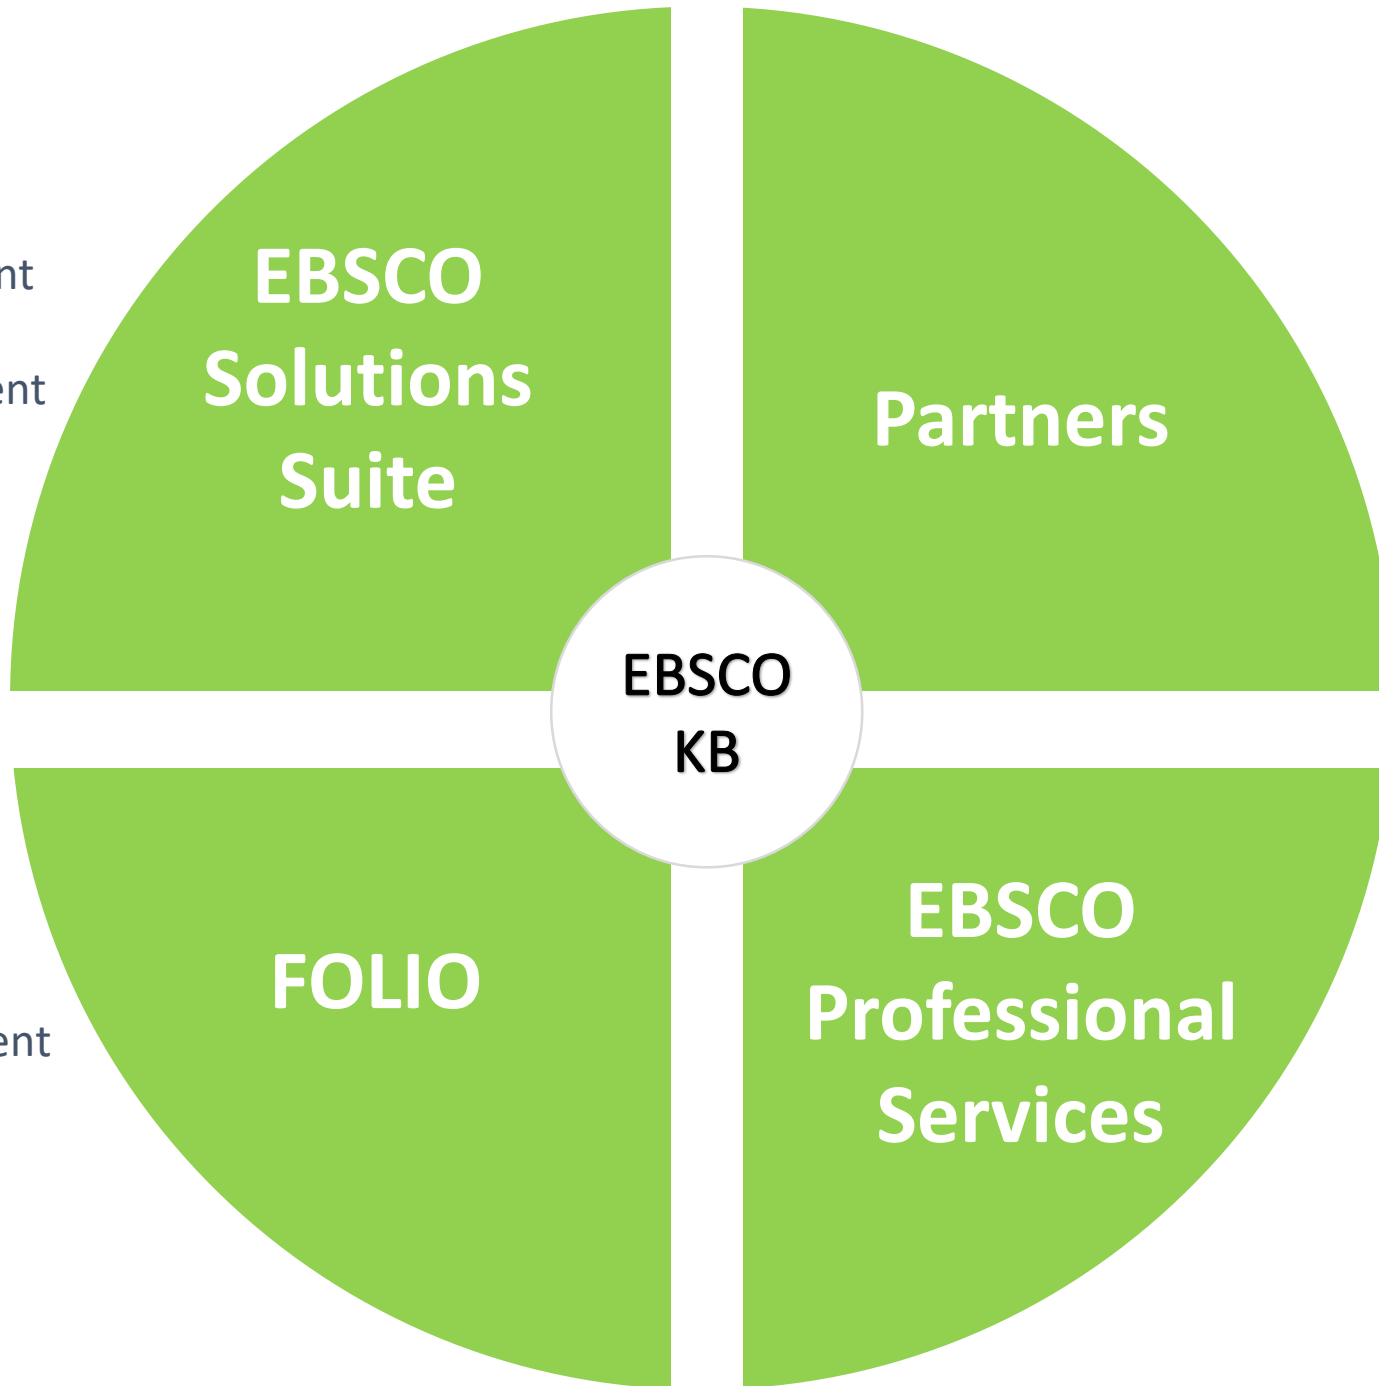 EBSCO
Solutions
Suite
Partners
EBSCO
KB
FOLIO
EBSCO
Professional
Services